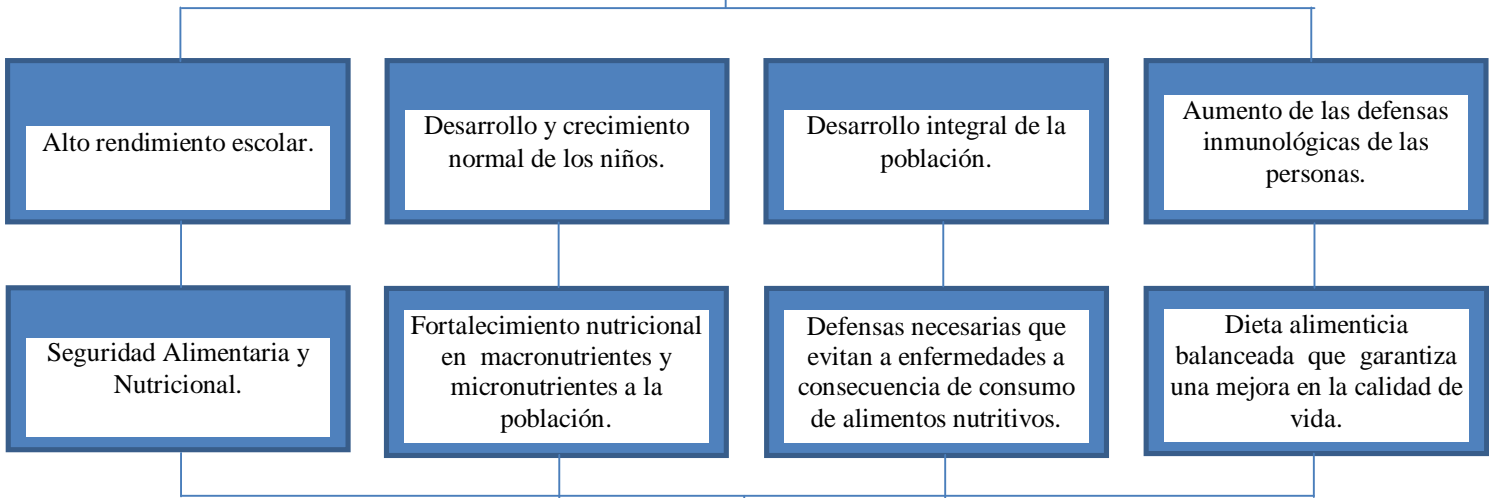 Alto rendimiento escolar.
Desarrollo y crecimiento
normal de los niños.
Desarrollo integral de la
población.
Aumento de las defensas
inmunológicas de las
personas.
Seguridad Alimentaria y
Nutricional.
Fortalecimiento nutricional
en macronutrientes y
micronutrientes a la
población.
Defensas necesarias que
evitan a enfermedades a
consecuencia de consumo
de alimentos nutritivos.
Dieta alimenticia
balanceada que garantiza
una mejora en la calidad de
vida.